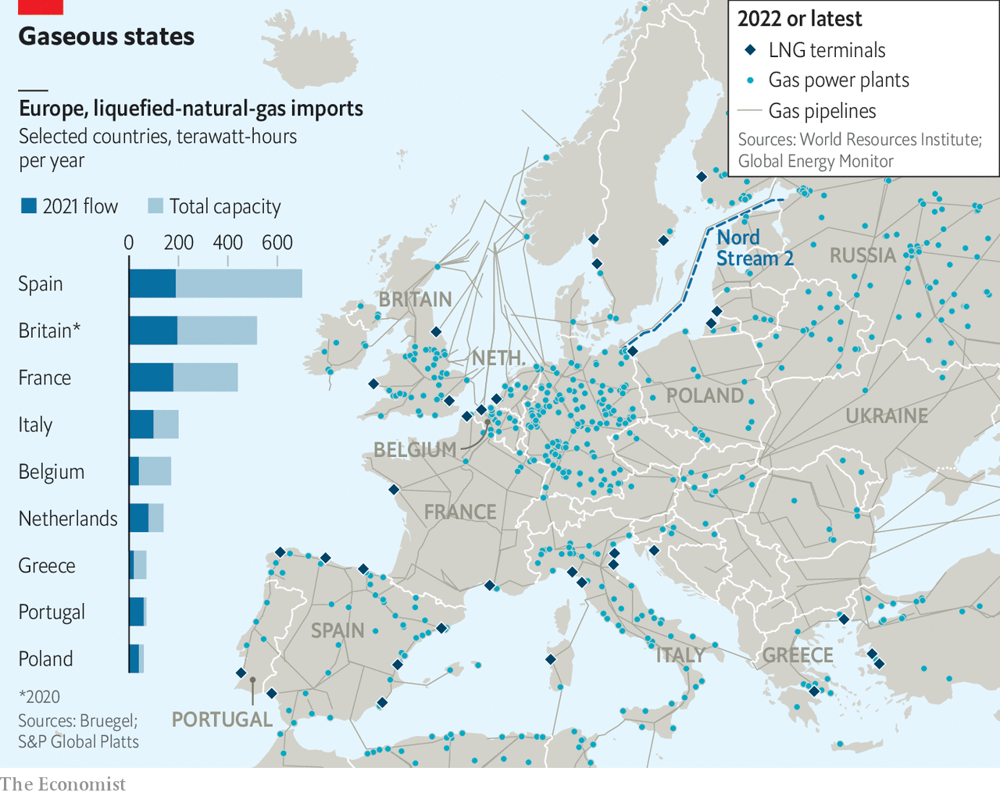 Gaseous states
Europe, liquefied-natural-gas imports
Selected countries, terawatt-hours
per year
2021 flow
Total capacity
0 200 400 600
Spain
Britain*
France
Italy
Belgium
Netherlands
Greece
Portugal
Poland
*2020
Sources: Bruegel;
S&P Global Platts
2022 or latest
LNG terminals
Gas power plants
Gas pipelines
Sources: World Resources Institute;
Global Energy Monitor
Nord
Stream 2
RUSSIA
BRITAIN
NETH.
POLAND
UKRAINE
BELGIUM
FRANCE
SPAIN
ITALY
GREECE
PORTUGAL
The Economist